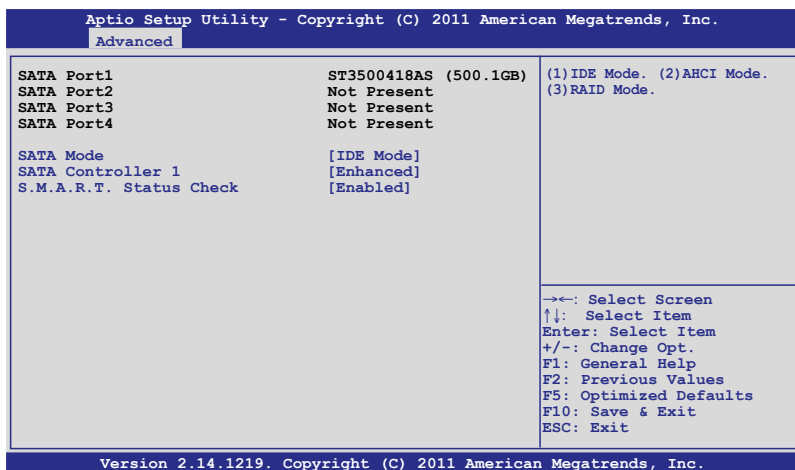 Aptio Setup Utility - Copyright (C) 2011 American Megatrends, Inc.
Advanced
SATA Port1 ST3500418AS (500.1GB)
SATA Port2 Not Present
SATA Port3 Not Present
SATA Port4 Not Present
SATA Mode [IDE Mode]
SATA Controller 1 [Enhanced]
S.M.A.R.T. Status Check [Enabled]
(1)IDE Mode. (2)AHCI Mode.
(3)RAID Mode.
→←: Select Screen
↑↓: Select Item
Enter: Select Item
+/-: Change Opt.
F1: General Help
F2: Previous Values
F5: Optimized Defaults
F10: Save & Exit
ESC: Exit
Version 2.14.1219. Copyright (C) 2011 American Megatrends, Inc.